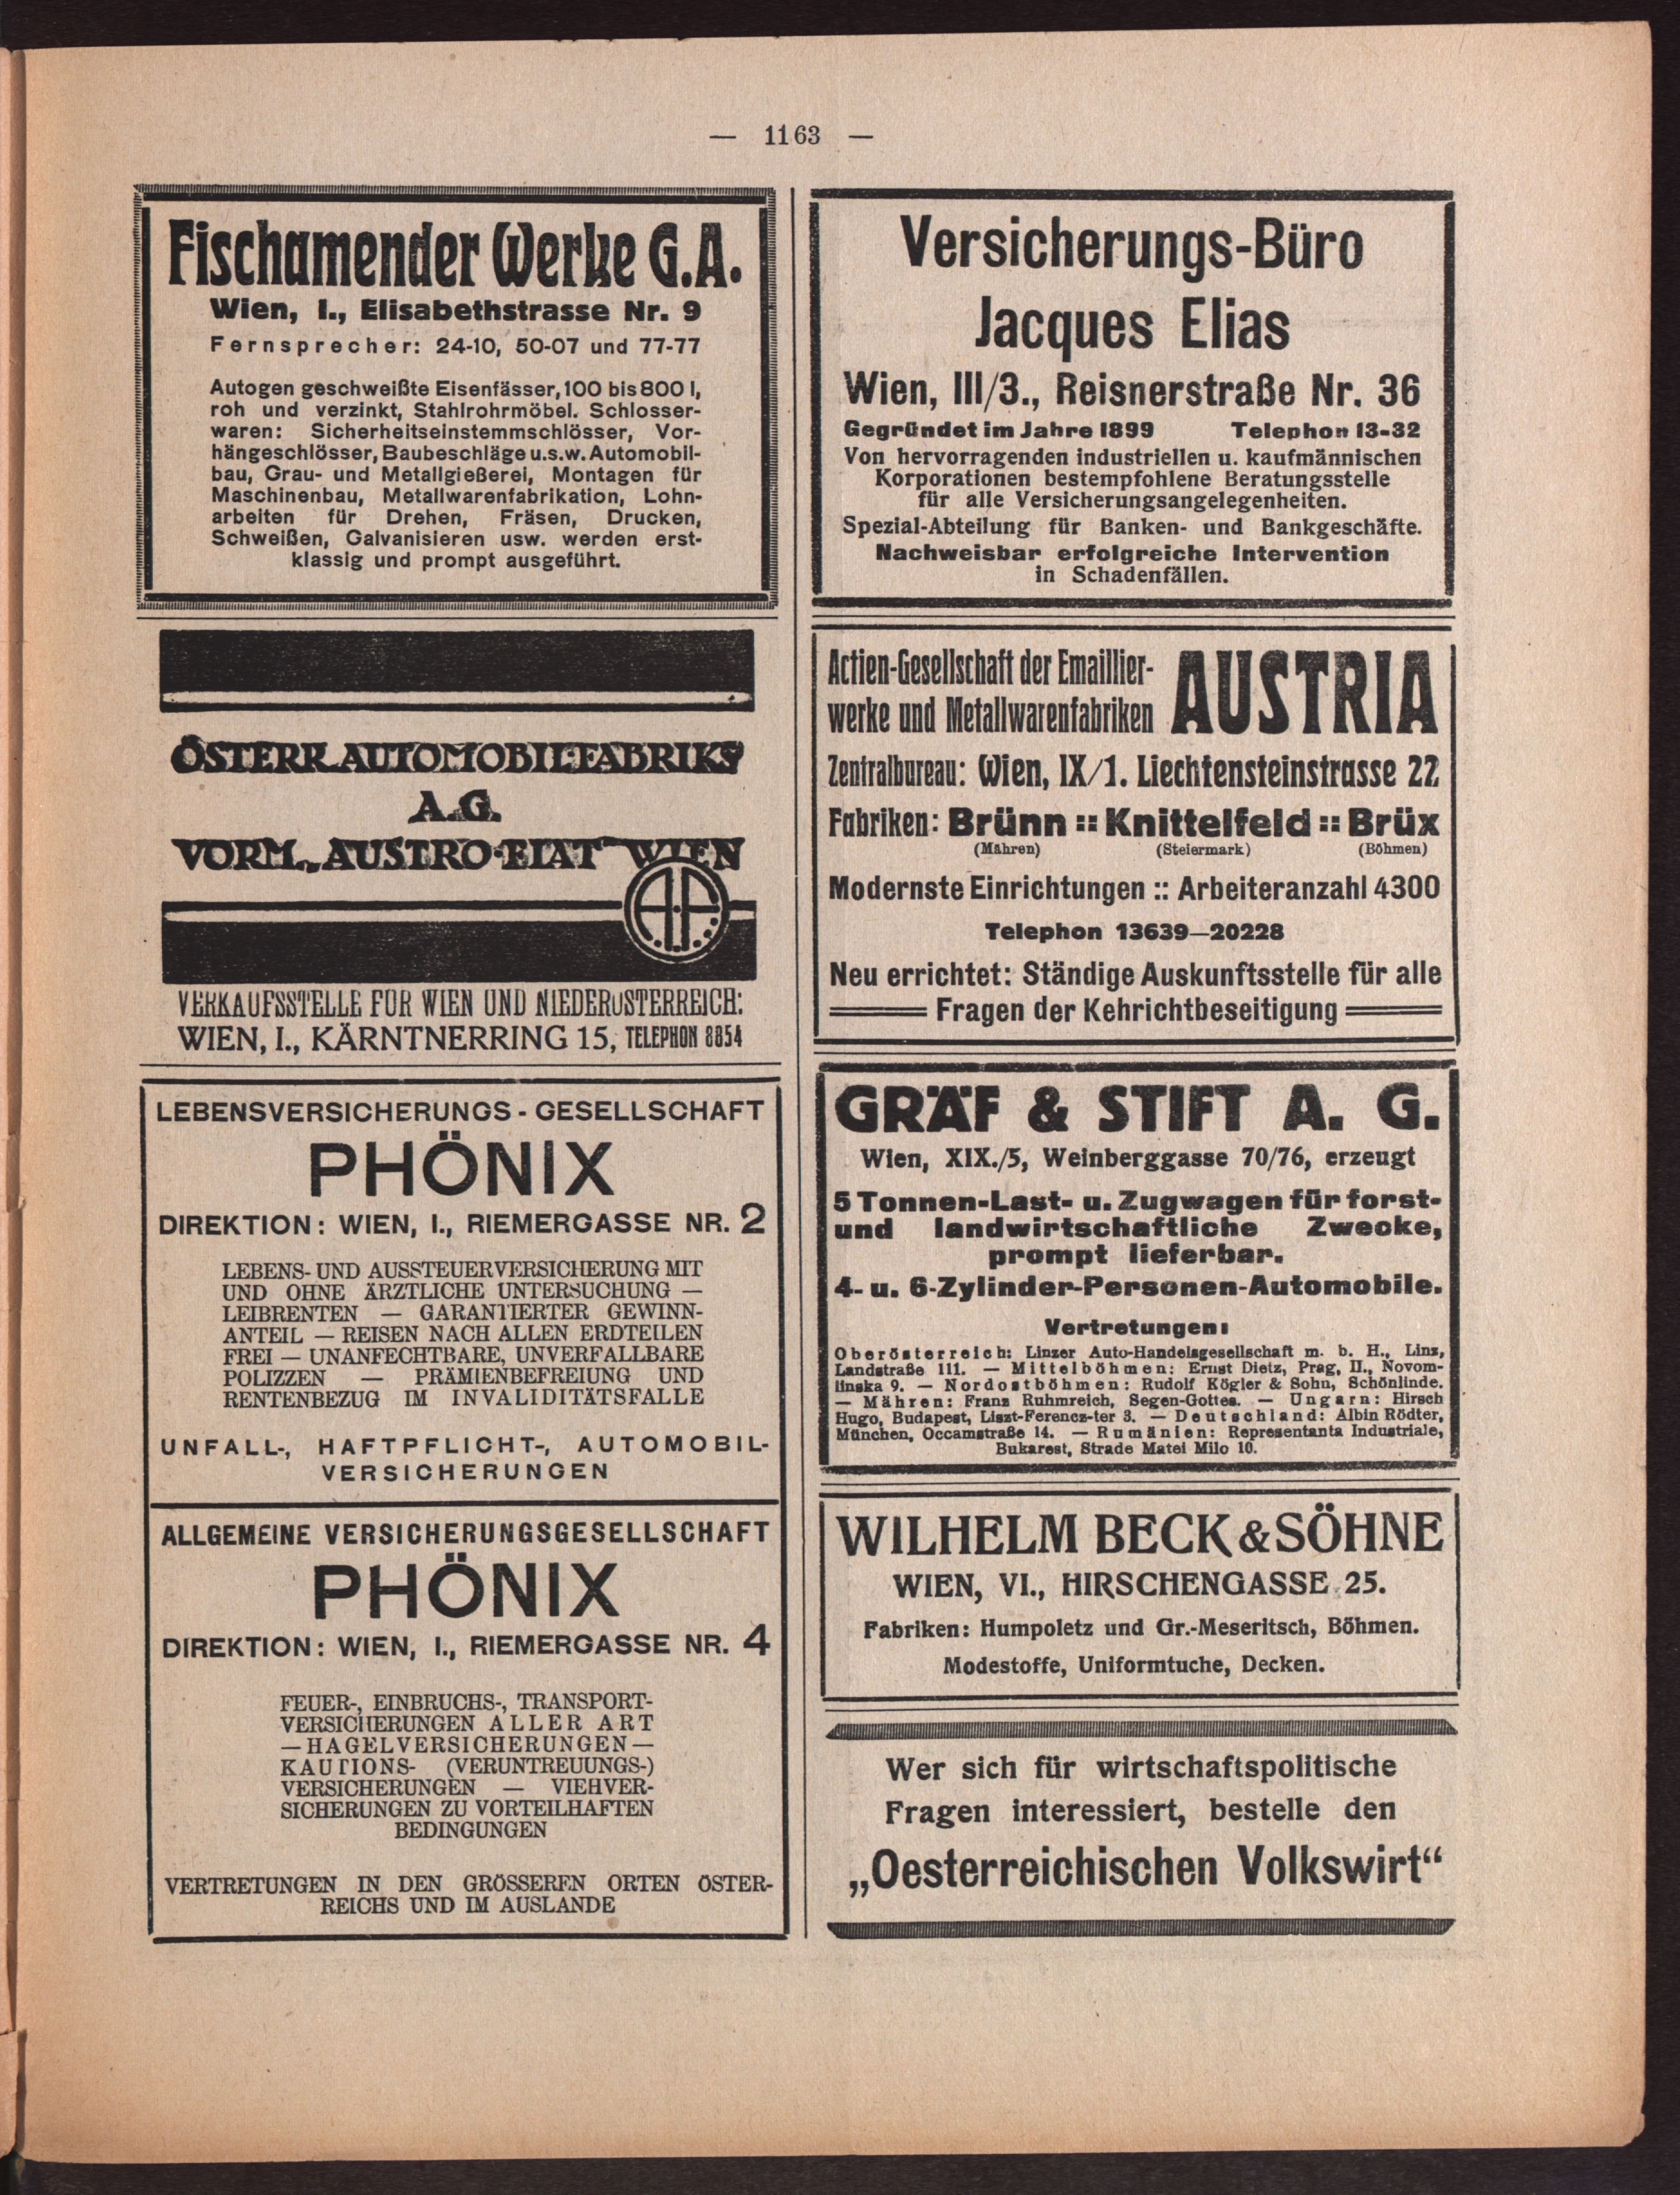 — 1163 —
Fischamender Werke G.A.
Wien, I., Elisabethstrasse Nr. 9
Fernsprecher: 24-10, 50-07 und 77-77
Autogen geschweißte Eisenfässer, 100 bis 800 l,
roh und verzinkt, Stahlrohrmöbel. Schlosser-
waren: Sicherheitseinstemmschlösser, Vor-
hängeschlösser, Baubeschläge u.s.w. Automobil-
bau, Grau- und Metallgießerei, Montagen für
Maschinenbau, Metallwarenfabrikation, Lohn-
arbeiten für Drehen, Fräsen, Drucken,
Schweißen, Galvanisieren usw. werden erst-
klassig und prompt ausgeführt.
ÖSTERR. AUTOMOBIL-FABRIKS
A.G.
VORM. „AUSTRO-FIAT“ WIEN
AF
VERKAUFSSTELLE FÜR WIEN UND NIEDERÖSTERREICH:
WIEN, I., KÄRNTNERRING 15, TELEPHON 8854
LEBENSVERSICHERUNGS - GESELLSCHAFT
PHÖNIX
DIREKTION: WIEN, I., RIEMERGASSE NR. 2
LEBENS- UND AUSSTEUERVERSICHERUNG MIT
UND OHNE ÄRZTLICHE UNTERSUCHUNG —
LEIBRENTEN — GARANTIERTER GEWINN-
ANTEIL — REISEN NACH ALLEN ERDTEILEN
FREI — UNANFECHTBARE, UNVERFALLBARE
POLIZZEN — PRÄMIENBEFREIUNG UND
RENTENBEZUG IM INVALIDITÄTSFALLE
UNFALL-, HAFTPFLICHT-, AUTOMOBIL-
VERSICHERUNGEN
ALLGEMEINE VERSICHERUNGSGESELLSCHAFT
PHÖNIX
DIREKTION: WIEN, I., RIEMERGASSE NR. 4
FEUER-, EINBRUCHS-, TRANSPORT-
VERSICHERUNGEN ALLER ART
— HAGELVERSICHERUNGEN —
KAUTIONS- (VERUNTREUUNGS-)
VERSICHERUNGEN — VIEHVER-
SICHERUNGEN ZU VORTEILHAFTEN
BEDINGUNGEN
VERTRETUNGEN IN DEN GRÖSSEREN ORTEN ÖSTER-
REICHS UND IM AUSLANDE
Versicherungs-Büro
Jacques Elias
Wien, III/3., Reisnerstraße Nr. 36
Gegründet im Jahre 1899 Telephon 13-32
Von hervorragenden industriellen u. kaufmännischen
Korporationen bestempfohlene Beratungsstelle
für alle Versicherungsangelegenheiten.
Spezial-Abteilung für Banken- und Bankgeschäfte.
Nachweisbar erfolgreiche Intervention
in Schadenfällen.
Actien-Gesellschaft der Emaillier-
werke und Metallwarenfabriken AUSTRIA
Zentralbureau: Wien, IX/1. Liechtensteinstrasse 22
Fabriken: Brünn :: Knittelfeld :: Brüx
(Mähren) (Steiermark) (Böhmen)
Modernste Einrichtungen :: Arbeiteranzahl 4300
Telephon 13639—20228
Neu errichtet: Ständige Auskunftsstelle für alle
Fragen der Kehrichtbeseitigung
GRÄF & STIFT A. G.
Wien, XIX./5, Weinberggasse 70/76, erzeugt
5 Tonnen-Last- u. Zugwagen für forst-
und landwirtschaftliche Zwecke,
prompt lieferbar.
4- u. 6-Zylinder-Personen-Automobile.
Vertretungen:
Oberösterreich: Linzer Auto-Handelsgesellschaft m. b. H., Linz,
Landstraße 111. — Mittelböhmen: Ernst Dietz, Prag, II., Novom-
linska 9. — Nordostböhmen: Rudolf Kögler & Sohn, Schönlinde.
— Mähren: Franz Ruhmreich, Segen-Gottes. — Ungarn: Hirsch
Hugo, Budapest, Liszt-Ferencz-ter 3. — Deutschland: Albin Rödter,
München, Occamstraße 14. — Rumänien: Representanta Industriale,
Bukarest, Strade Matei Milo 10.
WILHELM BECK & SÖHNE
WIEN, VI., HIRSCHENGASSE 25.
Fabriken: Humpoletz und Gr.-Meseritsch, Böhmen.
Modestoffe, Uniformtuche, Decken.
Wer sich für wirtschaftspolitische
Fragen interessiert, bestelle den
„Oesterreichischen Volkswirt“